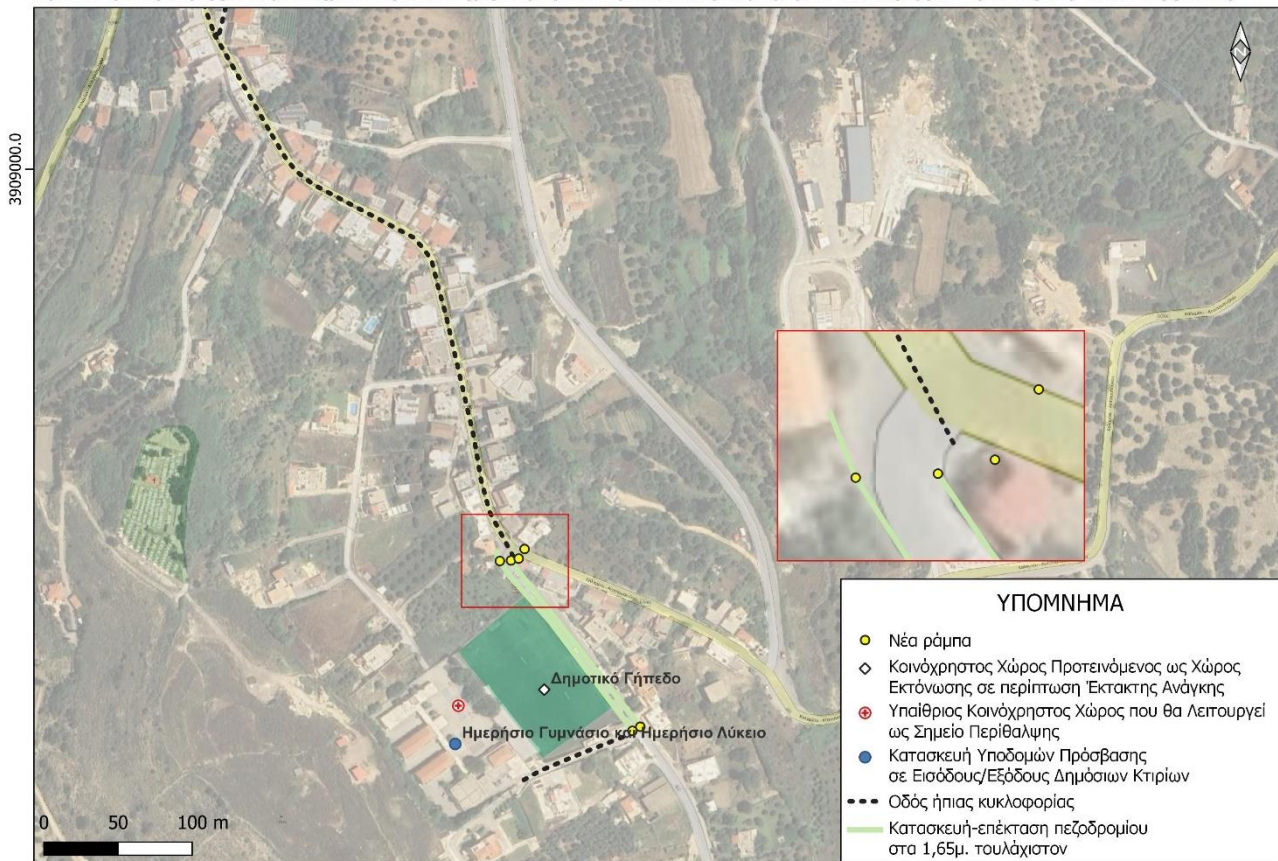 3909000.0
Δημοτικό Γήπεδο
Ημερήσιο Γυμνάσιο και Ημερήσιο Λύκειο
0 50 100 m
ΥΠΟΜΝΗΜΑ
Νέα ράμπα
Κοινόχρηστος Χώρος Προτεινόμενος ως Χώρος
Εκτόνωσης σε περίπτωση Έκτακτης Ανάγκης
Υπαίθριος Κοινόχρηστος Χώρος που θα Λειτουργεί
ως Σημείο Περίθαλψης
Κατασκευή Υποδομών Πρόσβασης
σε Εισόδους/Εξόδους Δημόσιων Κτιρίων
Οδός ήπιας κυκλοφορίας
Κατασκευή-επέκταση πεζοδρομίου
στα 1,65μ. τουλάχιστον